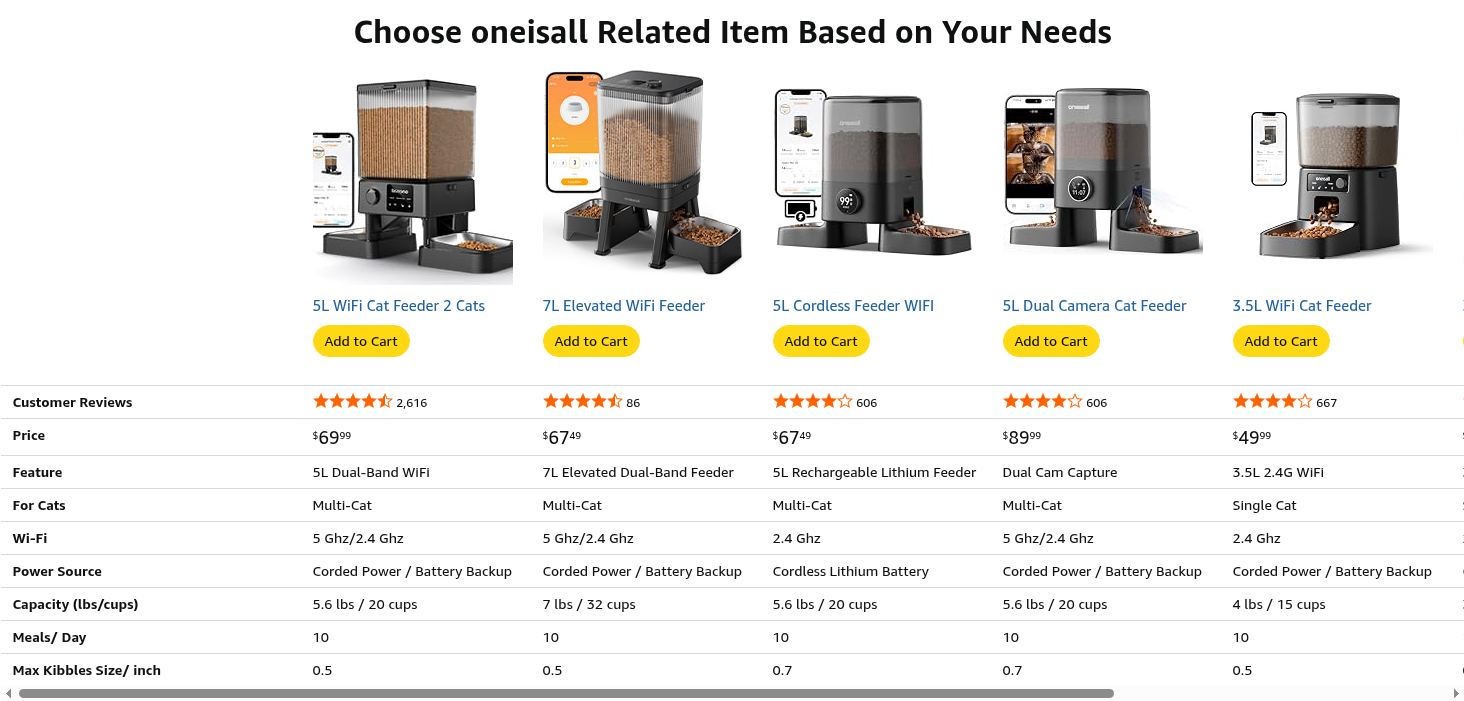 Choose oneisall Related Item Based on Your Needs
oneisall
99
oneisall
11:07
oneisall
5L WiFi Cat Feeder 2 Cats 7L Elevated WiFi Feeder 5L Cordless Feeder WIFI 5L Dual Camera Cat Feeder 3.5L WiFi Cat Feeder
Add to Cart Add to Cart Add to Cart Add to Cart Add to Cart
Customer Reviews 2,616 86 606 606 667
Price $69.99 $67.49 $67.49 $89.99 $49.99
Feature 5L Dual-Band WiFi 7L Elevated Dual-Band Feeder 5L Rechargeable Lithium Feeder Dual Cam Capture 3.5L 2.4G WiFi
For Cats Multi-Cat Multi-Cat Multi-Cat Multi-Cat Single Cat
Wi-Fi 5 Ghz/2.4 Ghz 5 Ghz/2.4 Ghz 2.4 Ghz 5 Ghz/2.4 Ghz 2.4 Ghz
Power Source Corded Power / Battery Backup Corded Power / Battery Backup Cordless Lithium Battery Corded Power / Battery Backup Corded Power / Battery Backup
Capacity (lbs/cups) 5.6 lbs / 20 cups 7 lbs / 32 cups 5.6 lbs / 20 cups 5.6 lbs / 20 cups 4 lbs / 15 cups
Meals/ Day 10 10 10 10 10
Max Kibbles Size/ inch 0.5 0.5 0.7 0.7 0.5